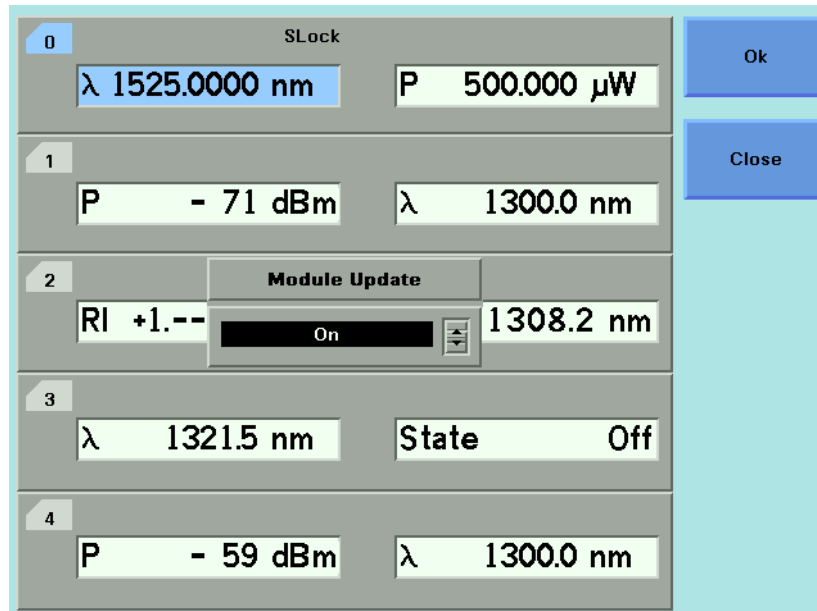 0
SLock
Ok
λ 1525.0000 nm
P 500.000 µW
1
Close
P - 71 dBm
λ 1300.0 nm
2
Module Update
RI +1.--
On
1308.2 nm
3
λ 1321.5 nm
State Off
4
P - 59 dBm
λ 1300.0 nm